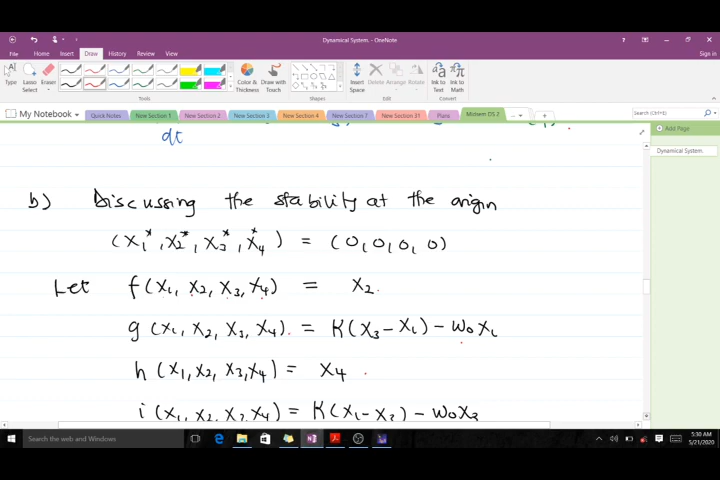 Dynamical System. - OneNote
File Home Insert Draw History Review View
Sign in
Type
Lasso Select
Eraser
Color & Thickness
Draw with Touch
Shapes
Insert Space
Delete
Arrange
Rotate
Ink to Text
Ink to Math
Tools
Shapes
Edit
Convert
My Notebook
Quick Notes
New Section 1
New Section 2
New Section 3
New Section 4
New Section 7
New Section 31
Plans
Midterm DS 2
Search (Ctrl+E)
Add Page
Dynamical System.
dt
b) Discussing the stability at the origin
(x1*, x2*, x3*, x4*) = (0, 0, 0, 0)
Let f(x1, x2, x3, x4) = x2.
g(x1, x2, x3, x4) = K(x3 - x1) - w0x1
h(x1, x2, x3, x4) = x4
i(x1, x2, x3, x4) = K(x1 - x3) - w0x3
Search the web and Windows
5:30 AM
5/21/2020